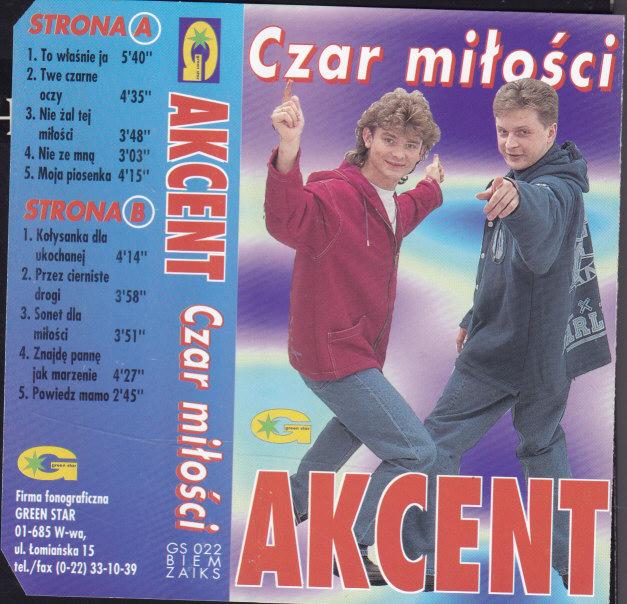 STRONA A
1. To właśnie ja 5'40"
2. Twe czarne
oczy 4'35"
3. Nie żal tej
miłości 3'48"
4. Nie ze mną 3'03"
5. Moja piosenka 4'15"
STRONA B
1. Kołysanka dla
ukochanej 4'14"
2. Przez cierniste
drogi 3'58"
3. Sonet dla
miłości 3'51"
4. Znajdę pannę
jak marzenie 4'27"
5. Powiedz mamo 2'45"
G green star
Firma fonograficzna
GREEN STAR
01-685 W-wa,
ul. Łomiańska 15
tel./fax (0-22) 33-10-39
G
AKCENT Czar miłości
GS 022
BIEM
ZAIKS
Czar miłości
G green star
AKCENT